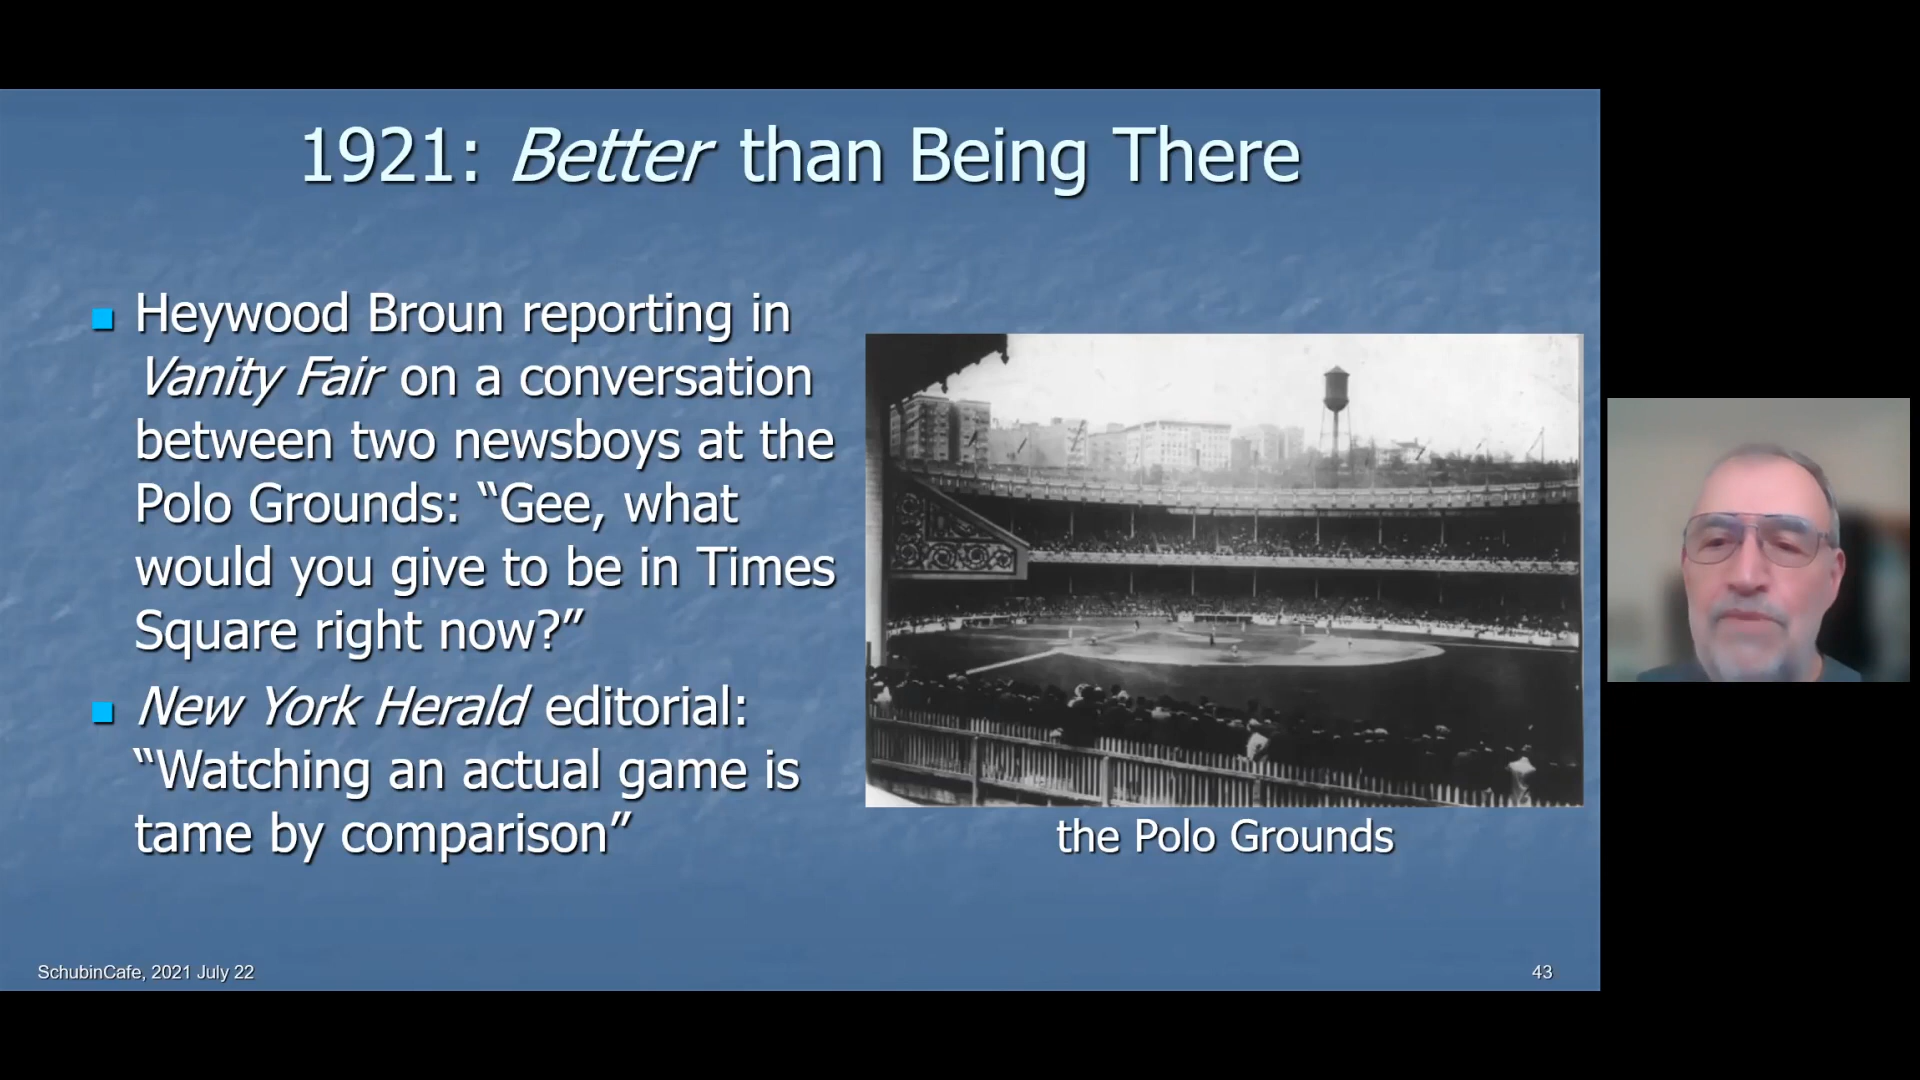 1921: Better than Being There
Heywood Broun reporting in
Vanity Fair on a conversation
between two newsboys at the
Polo Grounds: “Gee, what
would you give to be in Times
Square right now?”
New York Herald editorial:
“Watching an actual game is
tame by comparison”
the Polo Grounds
SchubinCafe, 2021 July 22
43